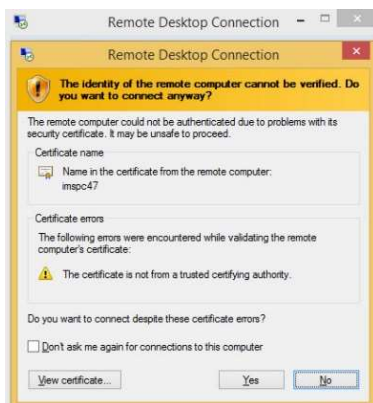 Remote Desktop Connection
Remote Desktop Connection
The identity of the remote computer cannot be verified. Do
you want to connect anyway?
The remote computer could not be authenticated due to problems with its
security certificate. It may be unsafe to proceed.
Certificate name
Name in the certificate from the remote computer:
imspc47
Certificate errors
The following errors were encountered while validating the remote
computer's certificate:
The certificate is not from a trusted certifying authority.
Do you want to connect despite these certificate errors?
Don't ask me again for connections to this computer
View certificate...
Yes
No